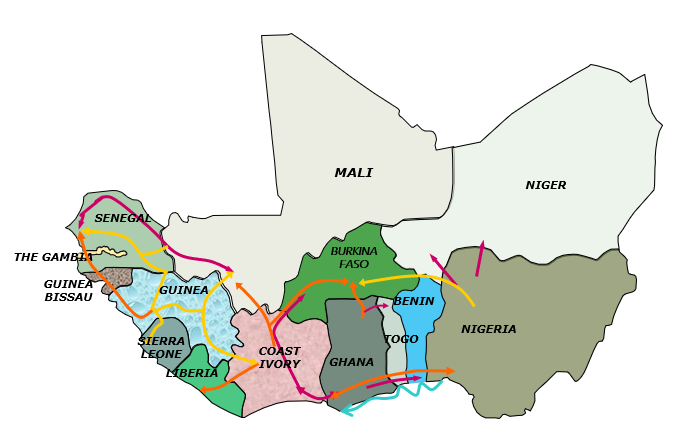 MALI
NIGER
SENEGAL
THE GAMBIA
GUINEA
BISSAU
GUINEA
SIERRA
LEONE
LIBERIA
COAST
IVORY
BURKINA
FASO
GHANA
TOGO
BENIN
NIGERIA